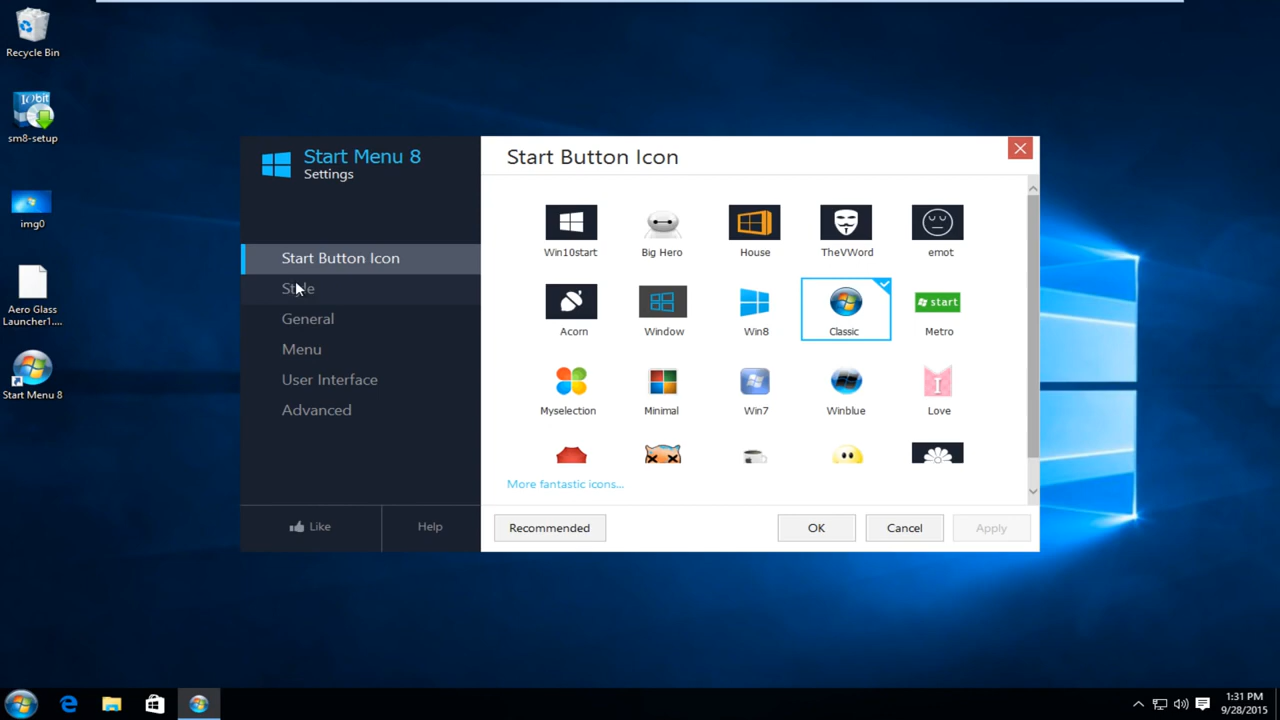 Recycle Bin
IObit
sm8-setup
img0
Aero Glass
Launcher1....
Start Menu 8
Start Menu 8
Settings
Start Button Icon
Style
General
Menu
User Interface
Advanced
Like
Help
Start Button Icon
Win10start
Big Hero
House
TheVWord
emot
Acorn
Window
Win8
Classic
start
Metro
Myselection
Minimal
Win7
Winblue
I
Love
More fantastic icons...
Recommended
OK
Cancel
Apply
1:31 PM
9/28/2015